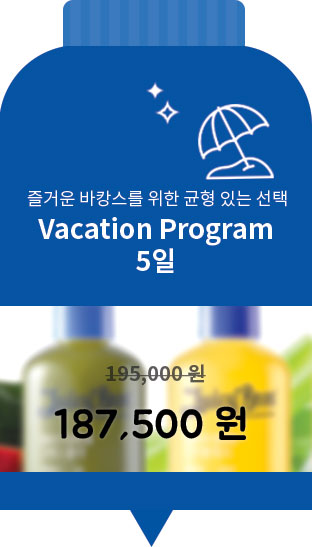 즐거운 바캉스를 위한 균형 있는 선택
Vacation Program
5일
195,000 원
187,500 원